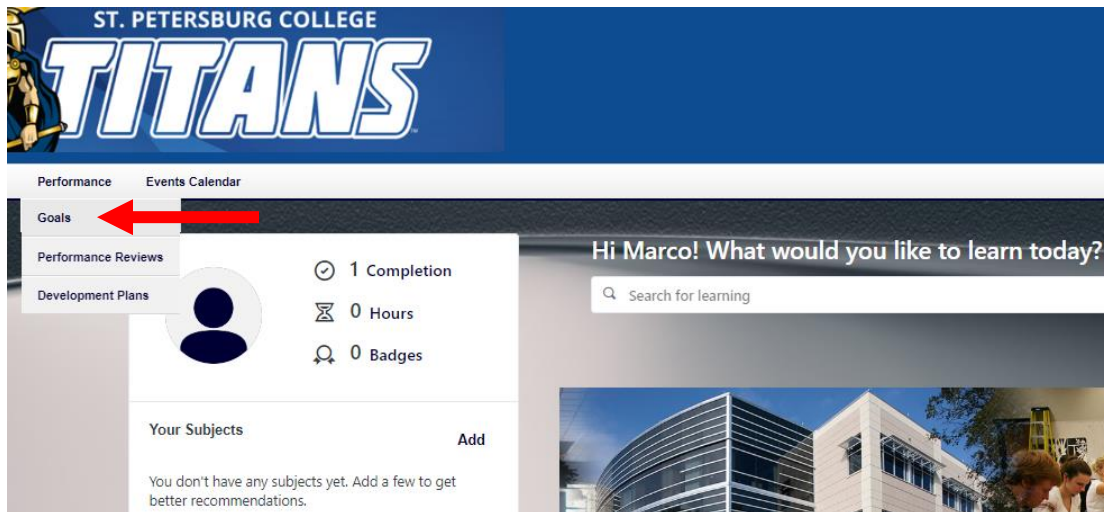 ST. PETERSBURG COLLEGE
TITANS
Performance Events Calendar
Goals
Performance Reviews
Development Plans
1 Completion
0 Hours
0 Badges
Your Subjects Add
You don't have any subjects yet. Add a few to get
better recommendations.
Hi Marco! What would you like to learn today?
Search for learning